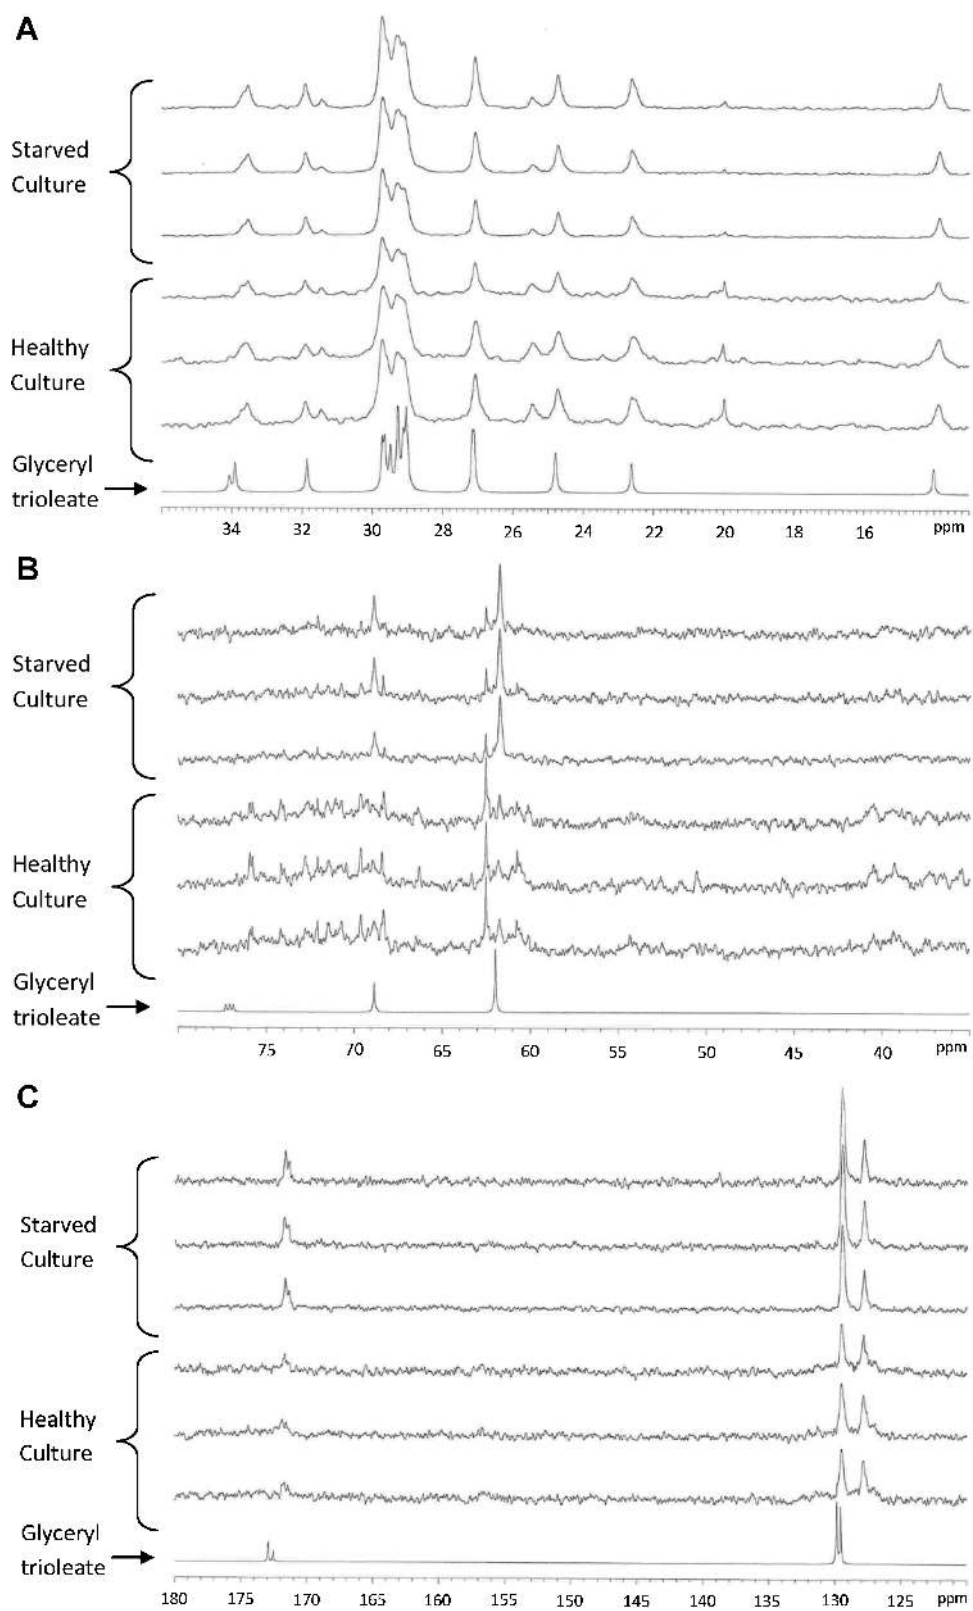 A
Starved
Culture
Healthy
Culture
Glyceryl
trioleate
34 32 30 28 26 24 22 20 18 16 ppm
B
Starved
Culture
Healthy
Culture
Glyceryl
trioleate
75 70 65 60 55 50 45 40 ppm
C
Starved
Culture
Healthy
Culture
Glyceryl
trioleate
180 175 170 165 160 155 150 145 140 135 130 125 ppm